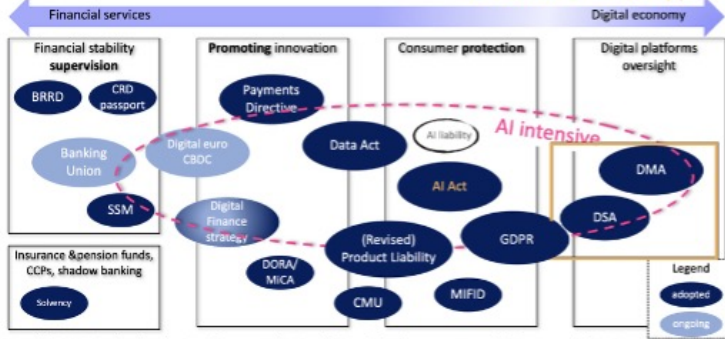 Financial services
Digital economy
Financial stability
supervision
BRRD
CRD
passport
Banking
Union
SSM
Insurance &pension funds,
CCPs, shadow banking
Solvency
Promoting innovation
Payments
Directive
Digital euro
CBDC
Data Act
Digital
Finance
strategy
DORA/
MiCA
CMU
Consumer protection
AI liability
AI intensive
AI Act
(Revised)
Product Liability
GDPR
MIFID
Digital platforms
oversight
DMA
DSA
Legend
adopted
ongoing